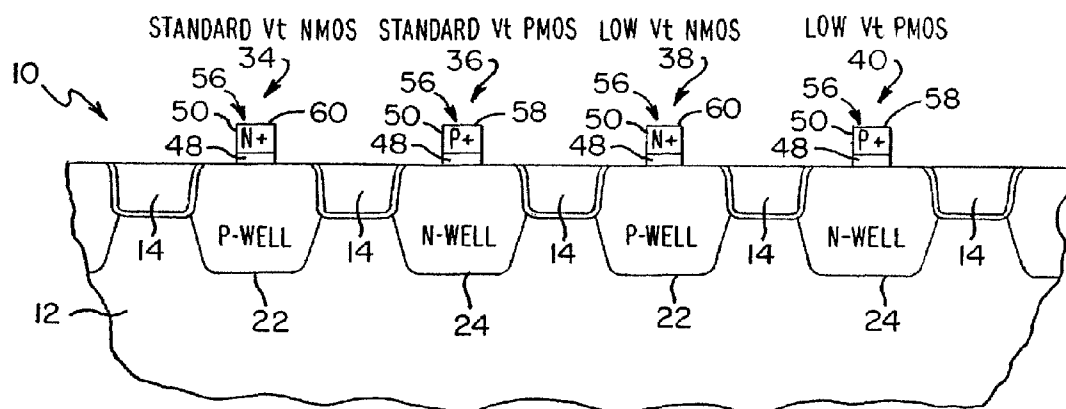 STANDARD Vt NMOS STANDARD Vt PMOS LOW Vt NMOS LOW Vt PMOS
10 34 36 38 40
56 60 56 58 56 60 56 58
50 N+ 50 P+ 50 N+ 50 P+
48 48 48 48
14 P-WELL 14 N-WELL 14 P-WELL 14 N-WELL 14
12 22 24 22 24